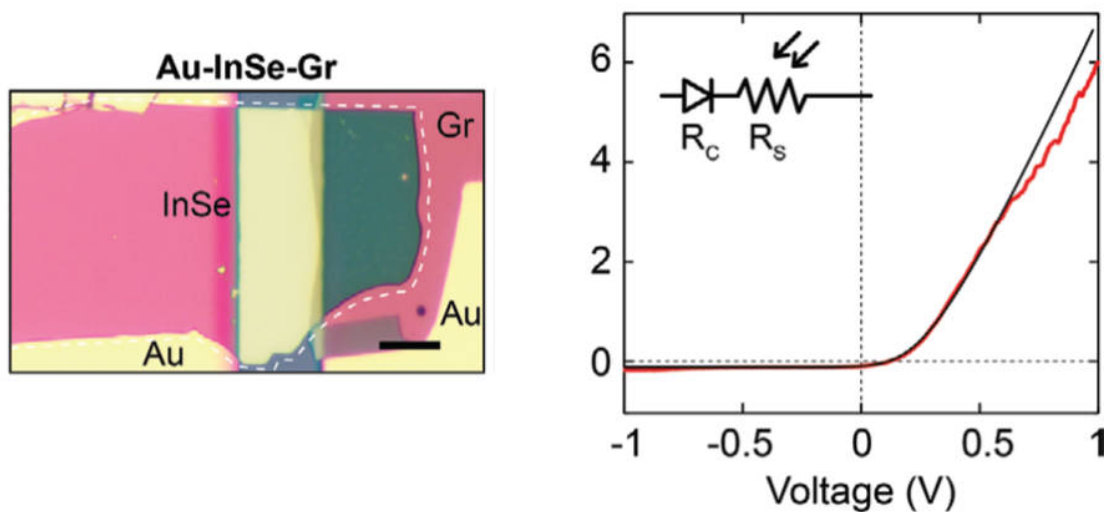 Au-InSe-Gr
Gr
InSe
Au
Au
6
4
2
0
-1
-0.5
0
0.5
1
Voltage (V)
R_C
R_S